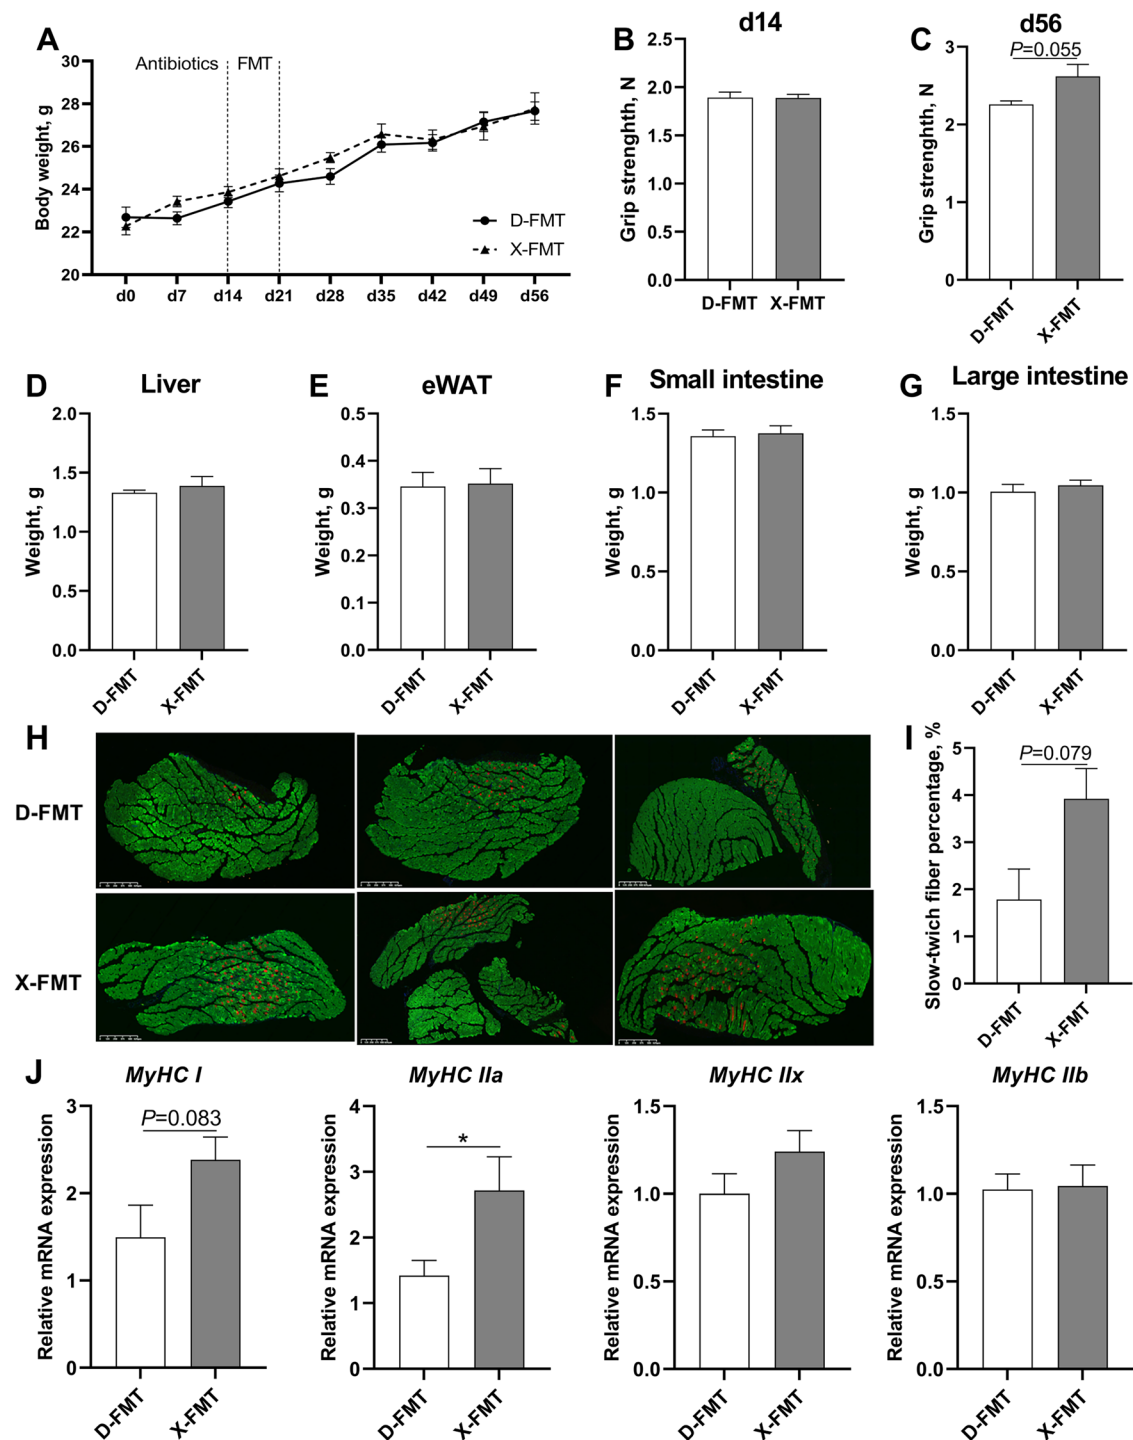 A
Body weight, g
30
28
26
24
22
20
Antibiotics
FMT
D-FMT
X-FMT
d0 d7 d14 d21 d28 d35 d42 d49 d56
B
d14
Grip strenghth, N
2.5
2.0
1.5
1.0
0.5
0.0
D-FMT X-FMT
C
d56
P=0.055
Grip strenghth, N
3
2
1
0
D-FMT
X-FMT
D
Liver
Weight, g
2.0
1.5
1.0
0.5
0.0
D-FMT
X-FMT
E
eWAT
Weight, g
0.5
0.4
0.3
0.2
0.1
0.0
D-FMT
X-FMT
F
Small intestine
Weight, g
1.5
1.0
0.5
0.0
D-FMT
X-FMT
G
Large intestine
Weight, g
1.5
1.0
0.5
0.0
D-FMT
X-FMT
H
D-FMT
X-FMT
I
Slow-twich fiber percentage, %
5
4
3
2
1
0
P=0.079
D-FMT
X-FMT
J
MyHC I
Relative mRNA expression
3
2
1
0
P=0.083
D-FMT
X-FMT
MyHC IIa
Relative mRNA expression
4
3
2
1
0
*
D-FMT
X-FMT
MyHC IIx
Relative mRNA expression
1.5
1.0
0.5
0.0
D-FMT
X-FMT
MyHC IIb
Relative mRNA expression
1.5
1.0
0.5
0.0
D-FMT
X-FMT